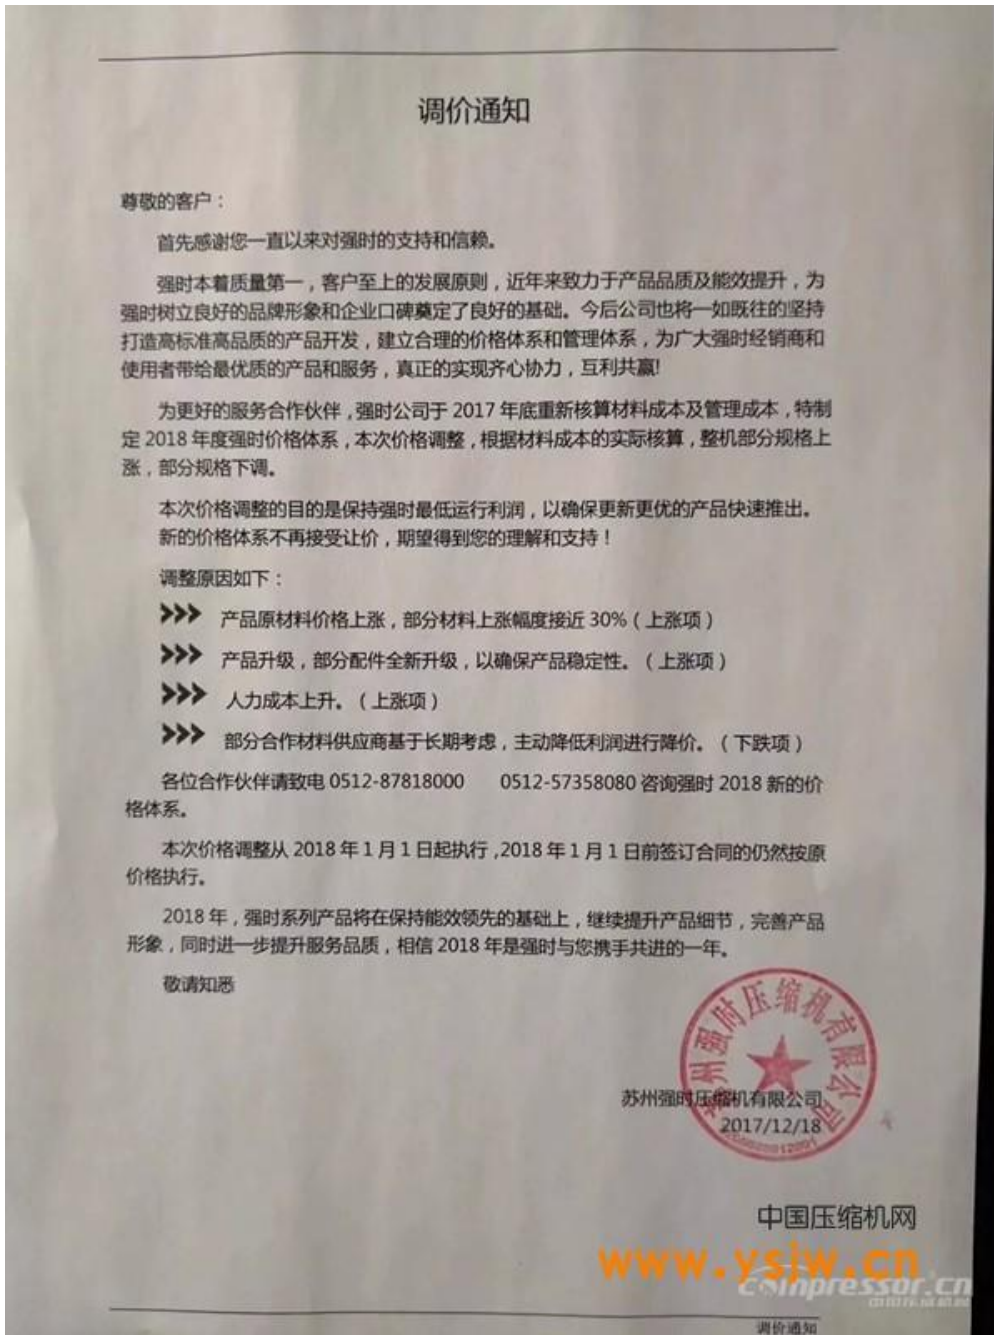 调价通知
尊敬的客户：
首先感谢您一直以来对强时的支持和信赖。
强时本着质量第一，客户至上的发展原则，近年来致力于产品品质及能效提升，为
强时树立良好的品牌形象和企业口碑奠定了良好的基础。今后公司也将一如既往的坚持
打造高标准高品质的产品开发，建立合理的价格体系和管理体系，为广大强时经销商和
使用者带给最优质的产品和服务，真正的实现齐心协力，互利共赢!
为更好的服务合作伙伴，强时公司于 2017 年底重新核算材料成本及管理成本，特制
定 2018 年度强时价格体系，本次价格调整，根据材料成本的实际核算，整机部分规格上
涨，部分规格下调。
本次价格调整的目的是保持强时最低运行利润，以确保更新更优的产品快速推出。
新的价格体系不再接受让价，期望得到您的理解和支持！
调整原因如下：
>>> 产品原材料价格上涨，部分材料上涨幅度接近 30%（上涨项）
>>> 产品升级，部分配件全新升级，以确保产品稳定性。（上涨项）
>>> 人力成本上升。（上涨项）
>>> 部分合作材料供应商基于长期考虑，主动降低利润进行降价。（下跌项）
各位合作伙伴请致电 0512-87818000 0512-57358080 咨询强时 2018 新的价
格体系。
本次价格调整从 2018 年 1 月 1 日起执行，2018 年 1 月 1 日前签订合同的仍然按原
价格执行。
2018 年，强时系列产品将在保持能效领先的基础上，继续提升产品细节，完善产品
形象，同时进一步提升服务品质，相信 2018 年是强时与您携手共进的一年。
敬请知悉
苏州强时压缩机有限公司
苏州强时压缩机有限公司
2017/12/18
中国压缩机网
www.ysjw.cn
compressor.cn
调价通知